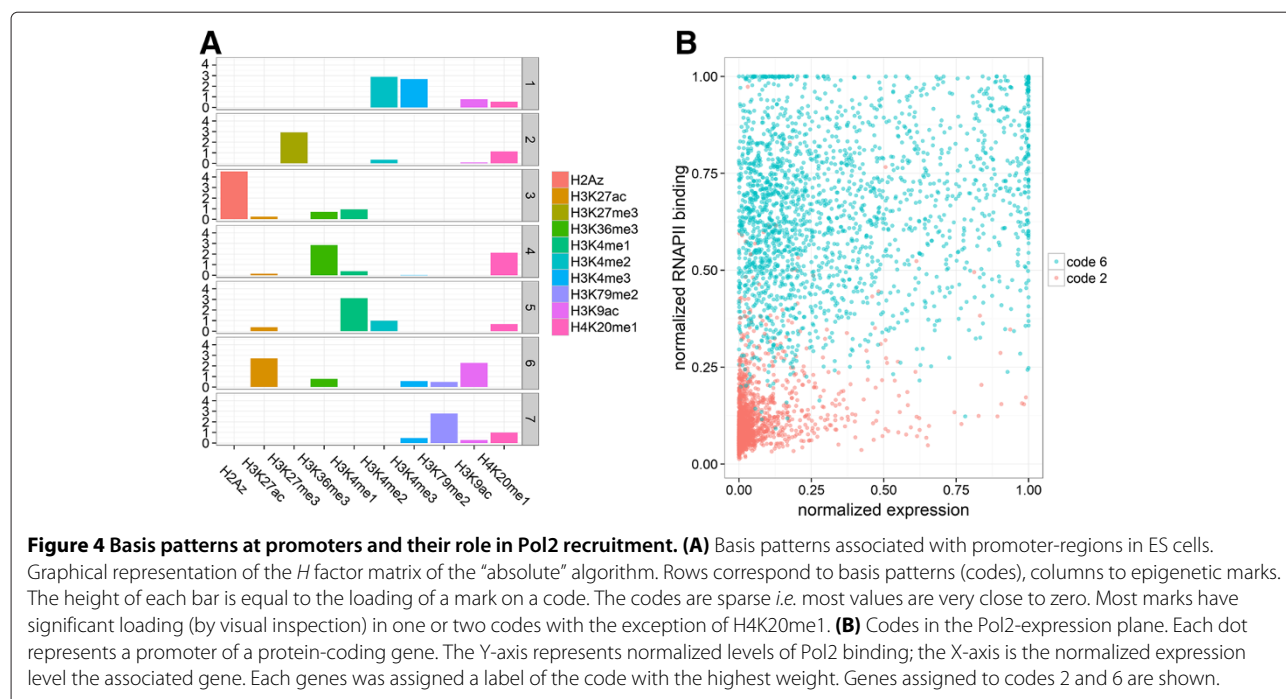 A
4
3
2
1
0
1
4
3
2
1
0
2
4
3
2
1
0
3
4
3
2
1
0
4
4
3
2
1
0
5
4
3
2
1
0
6
4
3
2
1
0
7
H2Az
H3K27ac
H3K27me3
H3K36me3
H3K4me1
H3K4me2
H3K4me3
H3K79me2
H3K9ac
H4K20me1
H2Az
H3K27ac
H3K27me3
H3K36me3
H3K4me1
H3K4me2
H3K4me3
H3K79me2
H3K9ac
H4K20me1
B
normalized RNAPII binding
1.00
0.75
0.50
0.25
0.00
0.00 0.25 0.50 0.75 1.00
normalized expression
code 6
code 2
Figure 4 Basis patterns at promoters and their role in Pol2 recruitment. (A) Basis patterns associated with promoter-regions in ES cells.
Graphical representation of the H factor matrix of the “absolute” algorithm. Rows correspond to basis patterns (codes), columns to epigenetic marks.
The height of each bar is equal to the loading of a mark on a code. The codes are sparse i.e. most values are very close to zero. Most marks have
significant loading (by visual inspection) in one or two codes with the exception of H4K20me1. (B) Codes in the Pol2-expression plane. Each dot
represents a promoter of a protein-coding gene. The Y-axis represents normalized levels of Pol2 binding; the X-axis is the normalized expression
level the associated gene. Each genes was assigned a label of the code with the highest weight. Genes assigned to codes 2 and 6 are shown.